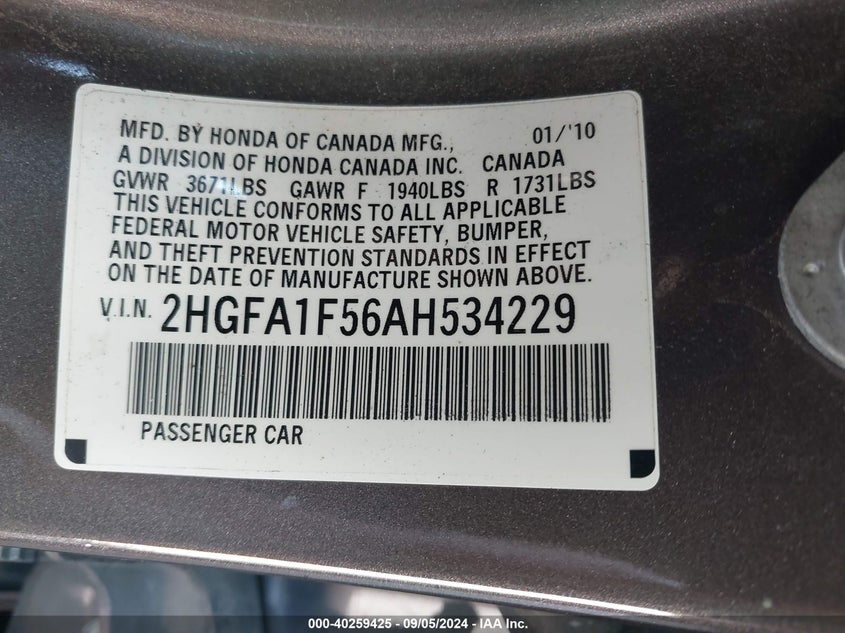 MFD. BY HONDA OF CANADA MFG., 01/'10
A DIVISION OF HONDA CANADA INC. CANADA
GVWR 3671LBS GAWR F 1940LBS R 1731LBS
THIS VEHICLE CONFORMS TO ALL APPLICABLE
FEDERAL MOTOR VEHICLE SAFETY, BUMPER,
AND THEFT PREVENTION STANDARDS IN EFFECT
ON THE DATE OF MANUFACTURE SHOWN ABOVE.
V.I.N. 2HGFA1F56AH534229
PASSENGER CAR
000-40259425 - 09/05/2024 - IAA Inc.